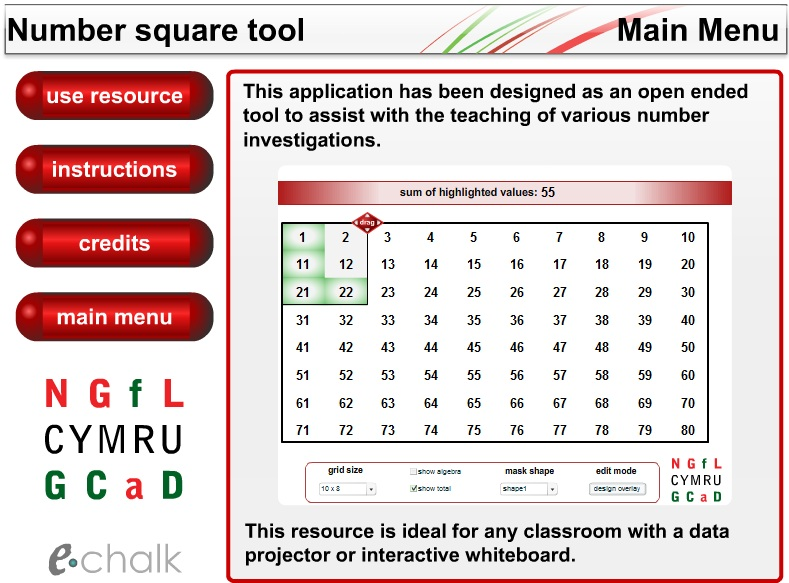 Number square tool
Main Menu
use resource
instructions
credits
main menu
N G f L
CYMRU
G C a D
e-chalk
This application has been designed as an open ended
tool to assist with the teaching of various number
investigations.
sum of highlighted values: 55
drag
1 2 3 4 5 6 7 8 9 10
11 12 13 14 15 16 17 18 19 20
21 22 23 24 25 26 27 28 29 30
31 32 33 34 35 36 37 38 39 40
41 42 43 44 45 46 47 48 49 50
51 52 53 54 55 56 57 58 59 60
61 62 63 64 65 66 67 68 69 70
71 72 73 74 75 76 77 78 79 80
grid size
10 x 8
show algebra
show total
mask shape
shape1
edit mode
design overlay
N G f L
CYMRU
G C a D
This resource is ideal for any classroom with a data
projector or interactive whiteboard.